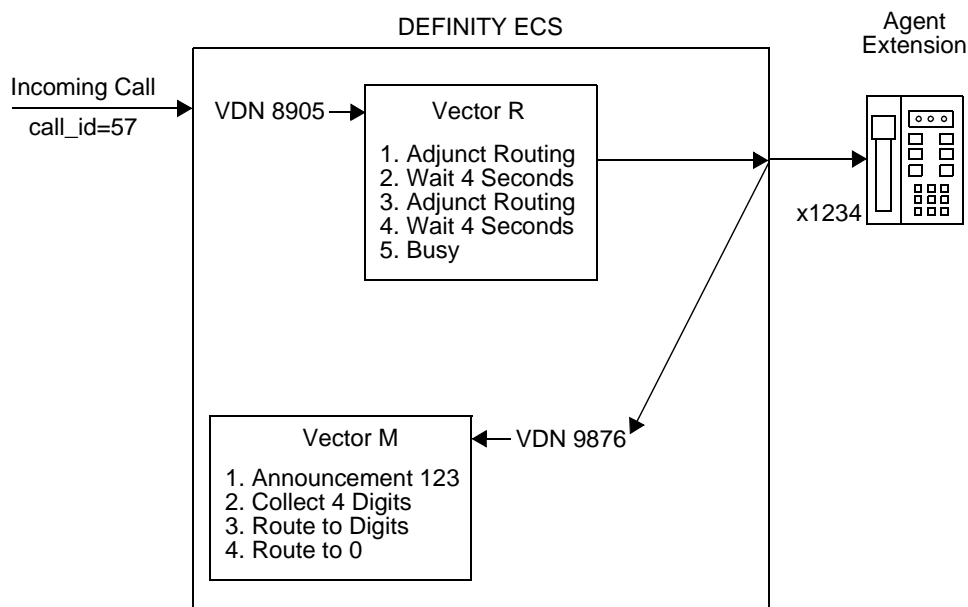 DEFINITY ECS
Agent
Extension
Incoming Call
call_id=57
VDN 8905
Vector R
1. Adjunct Routing
2. Wait 4 Seconds
3. Adjunct Routing
4. Wait 4 Seconds
5. Busy
x1234
Vector M
1. Announcement 123
2. Collect 4 Digits
3. Route to Digits
4. Route to 0
VDN 9876